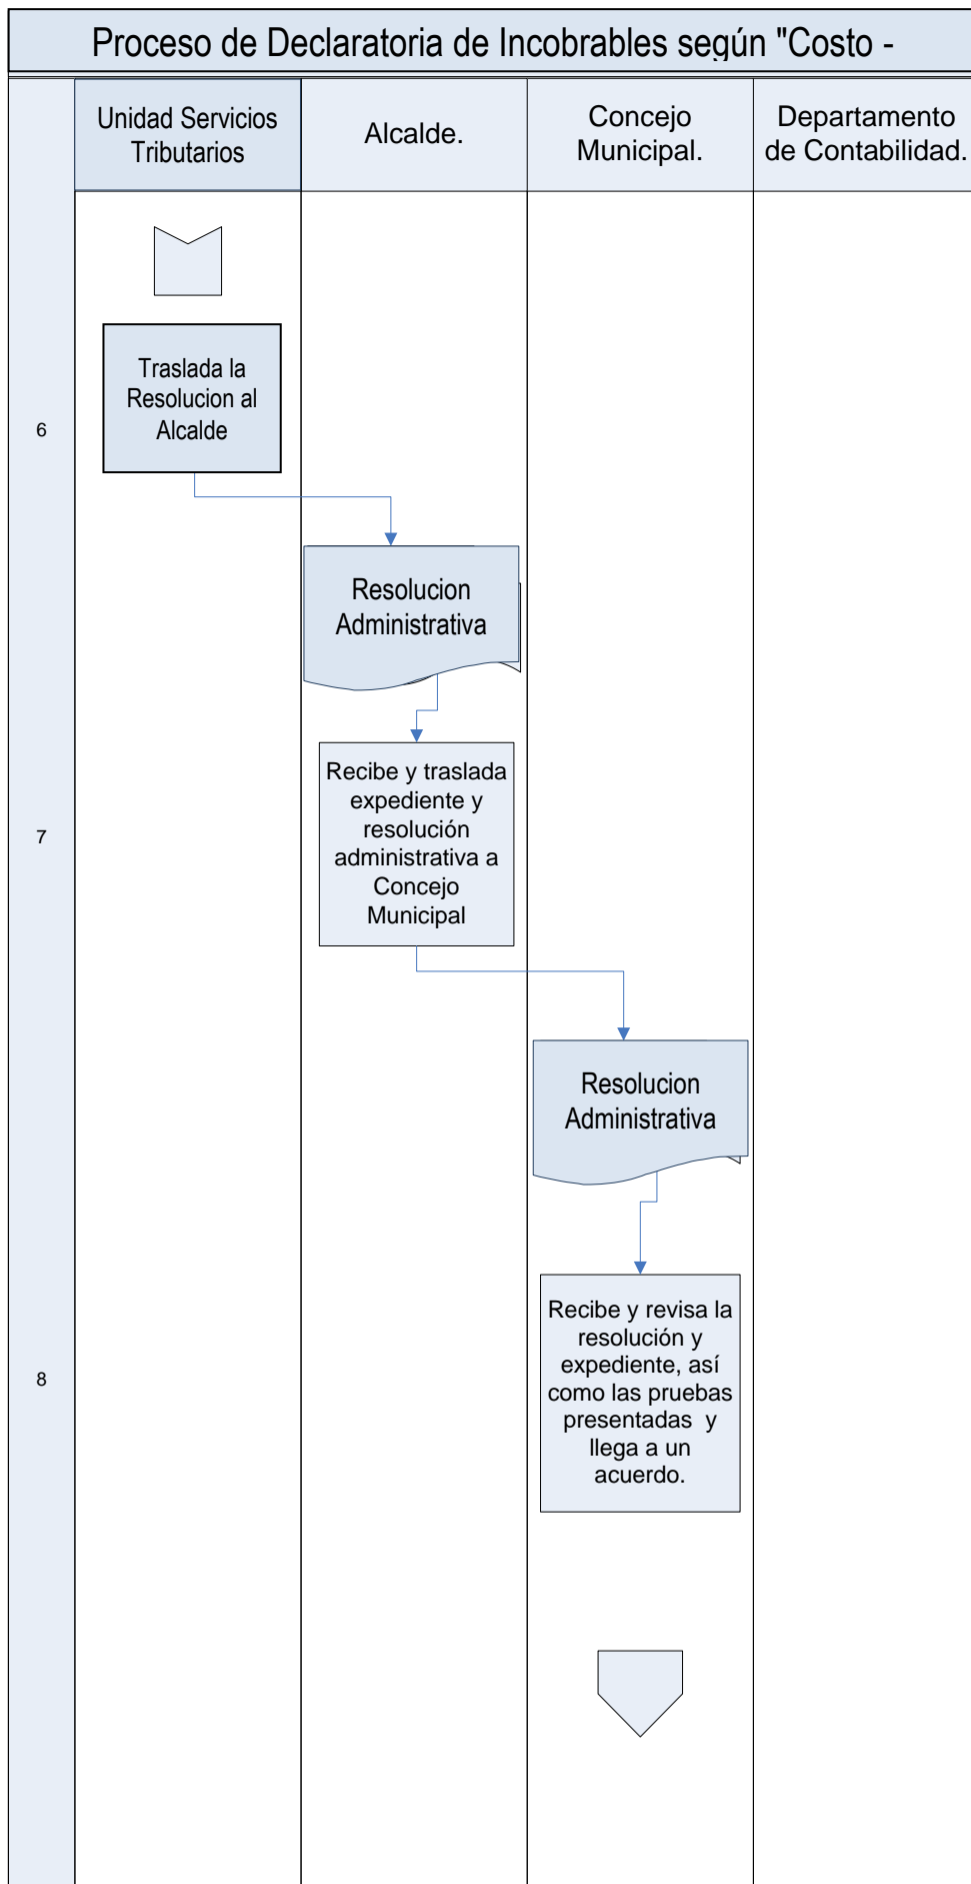 Proceso de Declaratoria de Incobrables según "Costo -
Unidad Servicios
Tributarios
Alcalde.
Concejo
Municipal.
Departamento
de Contabilidad.
6
Traslada la
Resolucion al
Alcalde
Resolucion
Administrativa
7
Recibe y traslada
expediente y
resolución
administrativa a
Concejo
Municipal
Resolucion
Administrativa
8
Recibe y revisa la
resolución y
expediente, así
como las pruebas
presentadas y
llega a un
acuerdo.